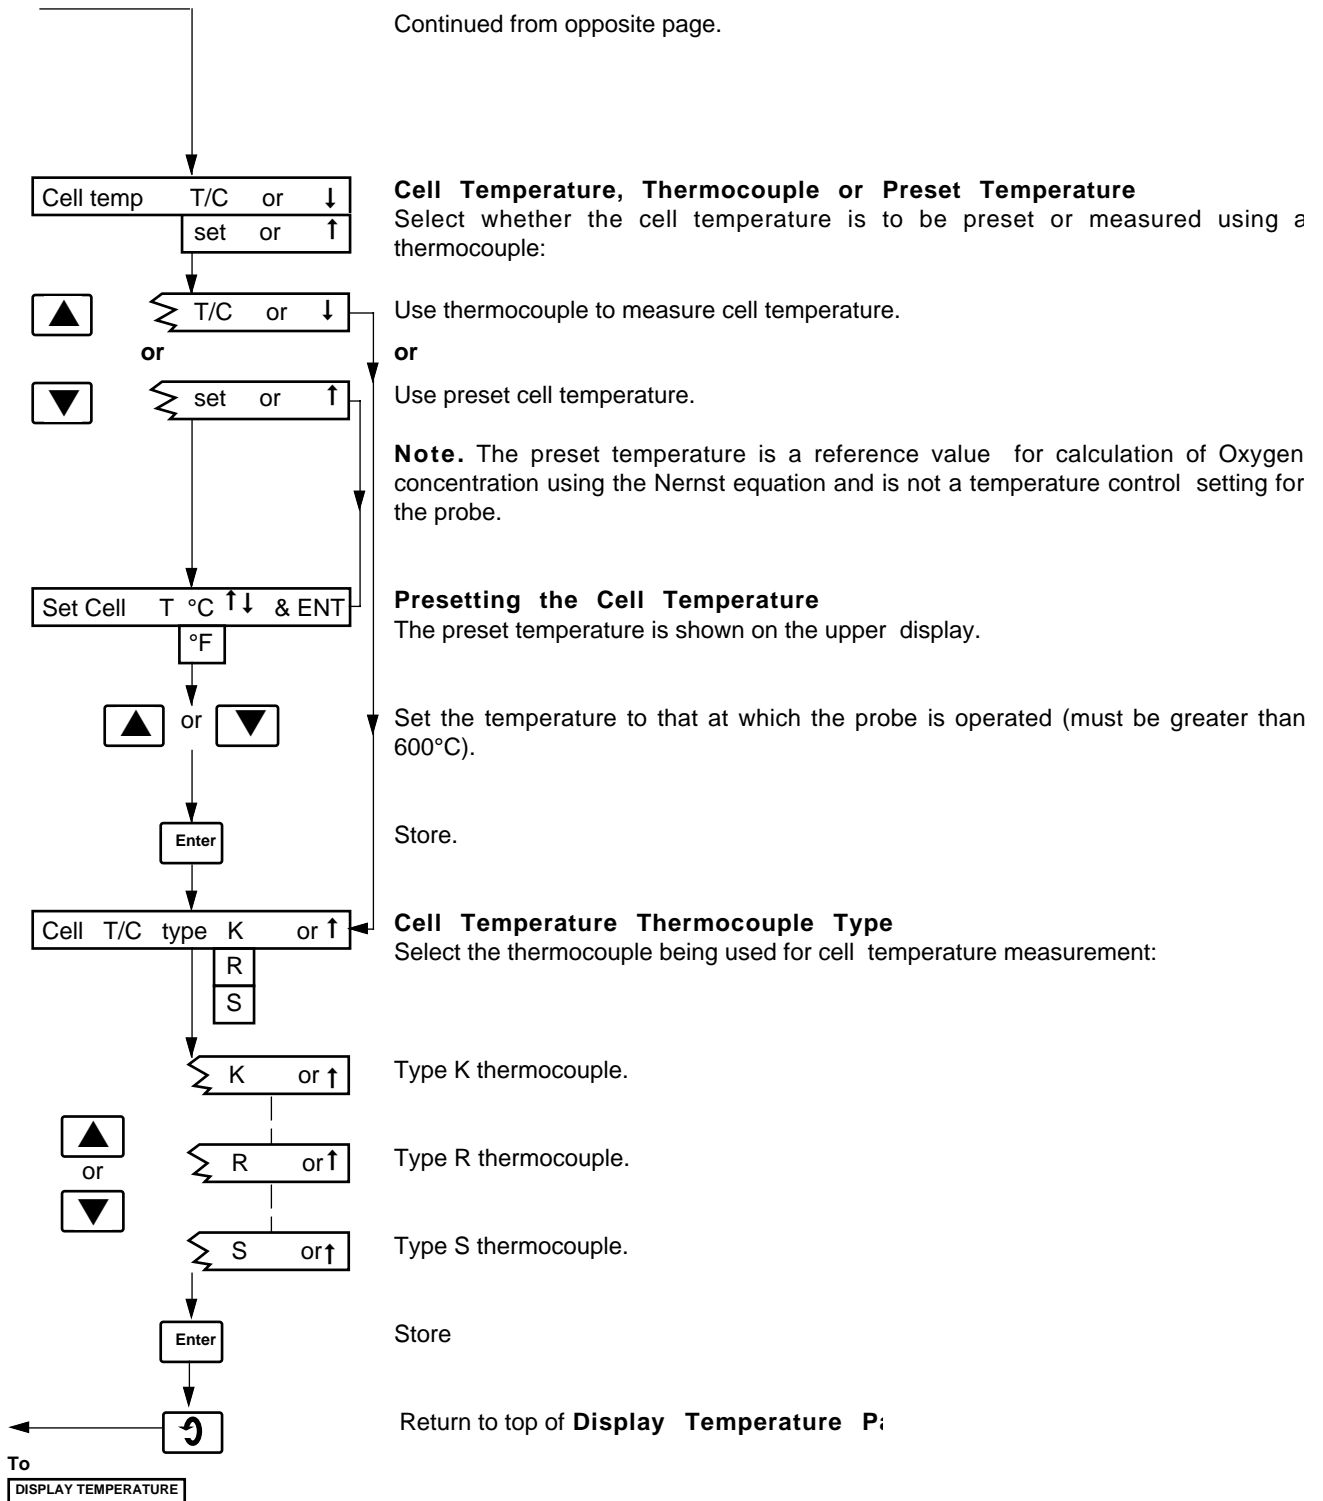 Continued from opposite page.
Cell temp T/C or ↓
set or ↑
Cell Temperature, Thermocouple or Preset Temperature
Select whether the cell temperature is to be preset or measured using a
thermocouple:
T/C or ↓
Use thermocouple to measure cell temperature.
or
or
set or ↑
Use preset cell temperature.
Note. The preset temperature is a reference value for calculation of Oxygen
concentration using the Nernst equation and is not a temperature control setting for
the probe.
Set Cell T °C ↑↓ & ENT
°F
Presetting the Cell Temperature
The preset temperature is shown on the upper display.
or
Set the temperature to that at which the probe is operated (must be greater than
600°C).
Enter
Store.
Cell T/C type K or ↑
R
S
Cell Temperature Thermocouple Type
Select the thermocouple being used for cell temperature measurement:
K or ↑
Type K thermocouple.
or
R or ↑
Type R thermocouple.
S or ↑
Type S thermocouple.
Enter
Store
Return to top of Display Temperature
To
DISPLAY TEMPERATURE